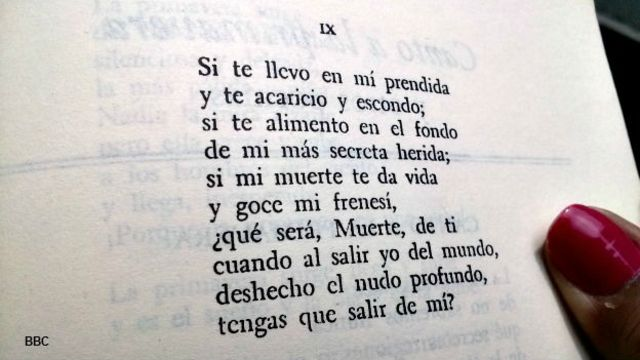 IX
Si te llevo en mí prendida
y te acaricio y escondo;
si te alimento en el fondo
de mi más secreta herida;
si mi muerte te da vida
y goce mi frenesí,
¿qué será, Muerte, de ti
cuando al salir yo del mundo,
deshecho el nudo profundo,
tengas que salir de mí?
BBC